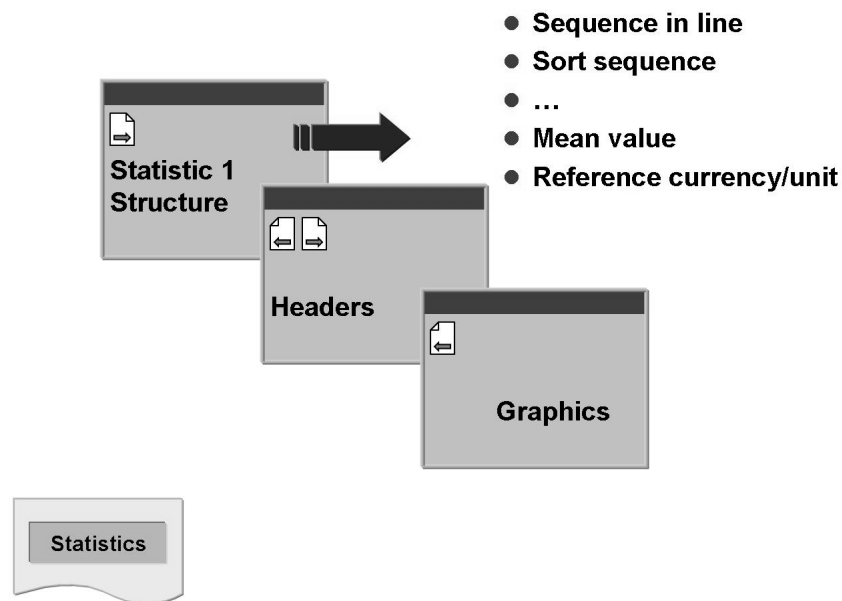 Sequence in line
Sort sequence
…
Mean value
Reference currency/unit
Statistic 1
Structure
Headers
Graphics
Statistics